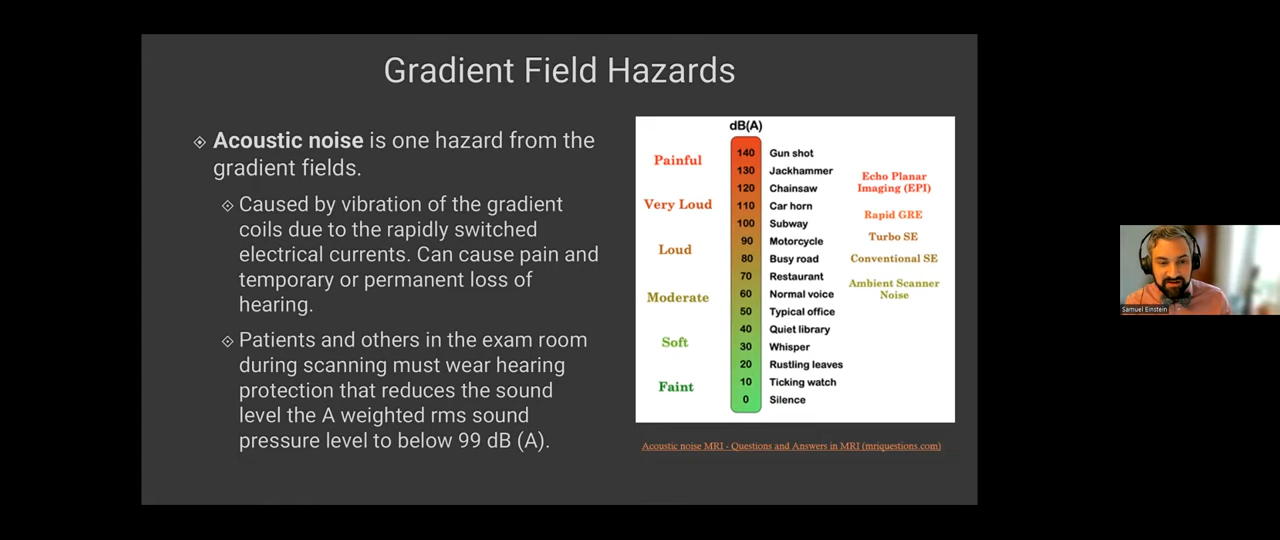 Gradient Field Hazards
Acoustic noise is one hazard from the
gradient fields.
Caused by vibration of the gradient
coils due to the rapidly switched
electrical currents. Can cause pain and
temporary or permanent loss of
hearing.
Patients and others in the exam room
during scanning must wear hearing
protection that reduces the sound
level the A weighted rms sound
pressure level to below 99 dB (A).
dB(A)
Painful
Very Loud
Loud
Moderate
Soft
Faint
140 Gun shot
130 Jackhammer
120 Chainsaw
110 Car horn
100 Subway
90 Motorcycle
80 Busy road
70 Restaurant
60 Normal voice
50 Typical office
40 Quiet library
30 Whisper
20 Rustling leaves
10 Ticking watch
0 Silence
Echo Planar
Imaging (EPI)
Rapid GRE
Turbo SE
Conventional SE
Ambient Scanner
Noise
Acoustic noise MRI - Questions and Answers in MRI (mriquestions.com)
Samuel Einstein